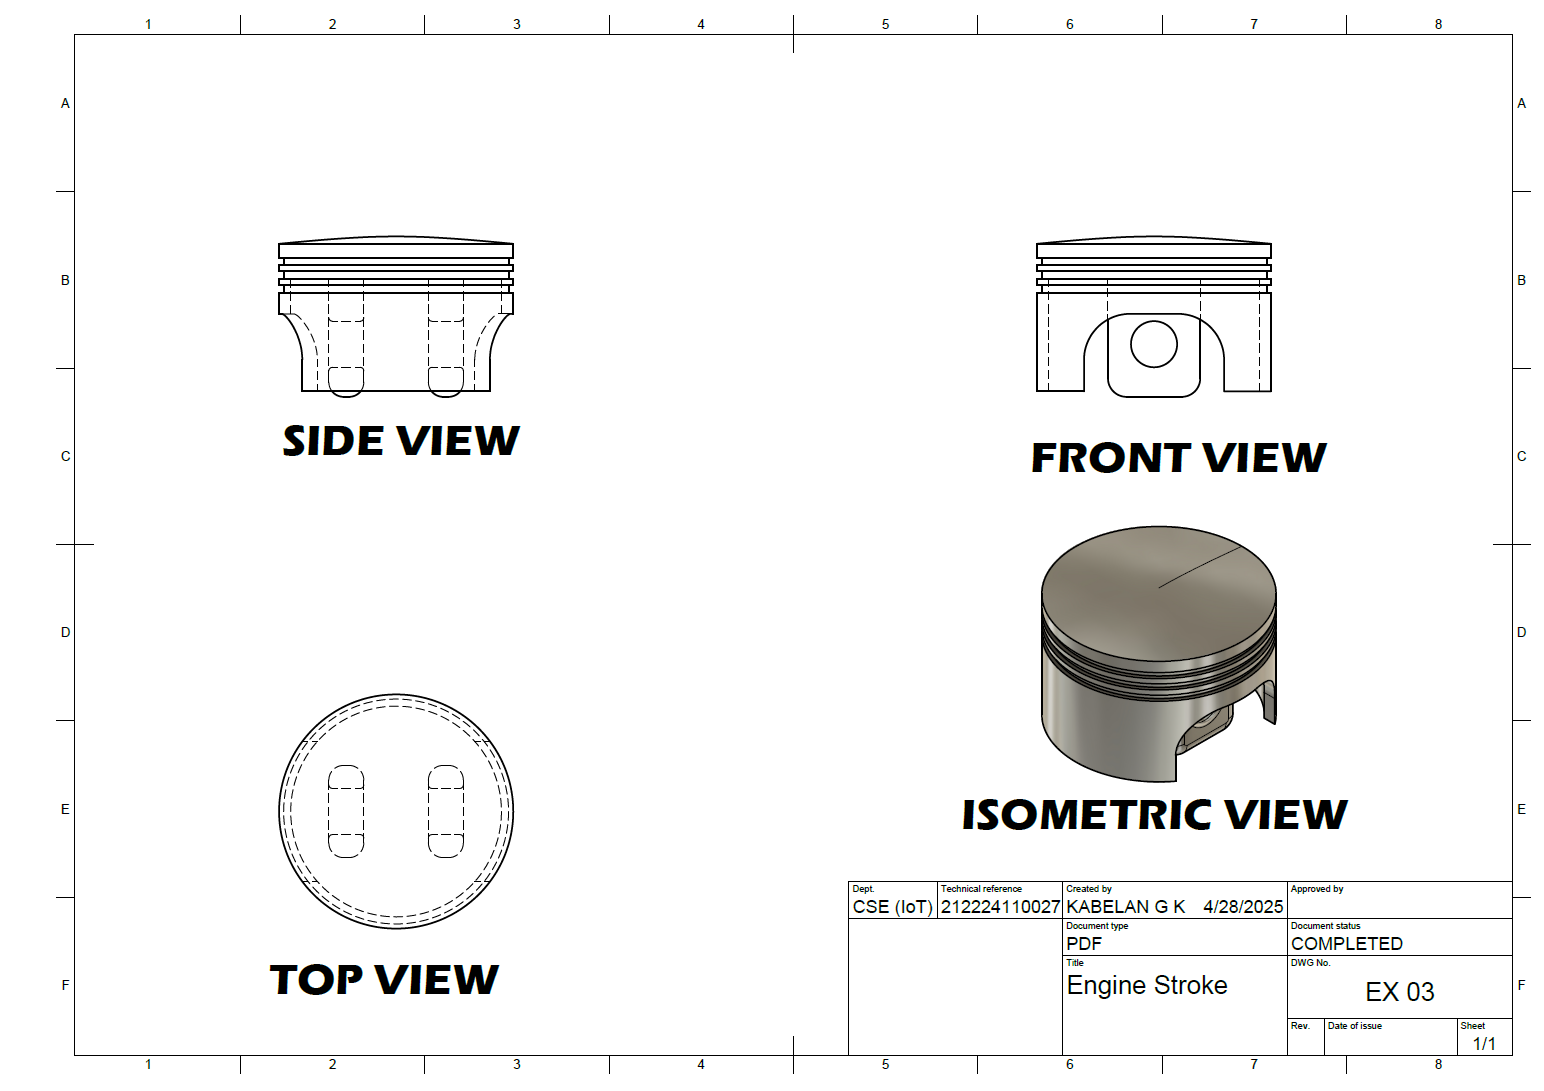 1 2 3 4 5 6 7 8
A A
B B
SIDE VIEW
C C
FRONT VIEW
D D
ISOMETRIC VIEW
E E
TOP VIEW
F F
Dept.
CSE (IoT)
Technical reference
212224110027
Created by
KABELAN G K 4/28/2025
Approved by
Document type
PDF
Document status
COMPLETED
Title
Engine Stroke
DWG No.
EX 03
Rev.
Date of issue
Sheet
1/1
1 2 3 4 5 6 7 8